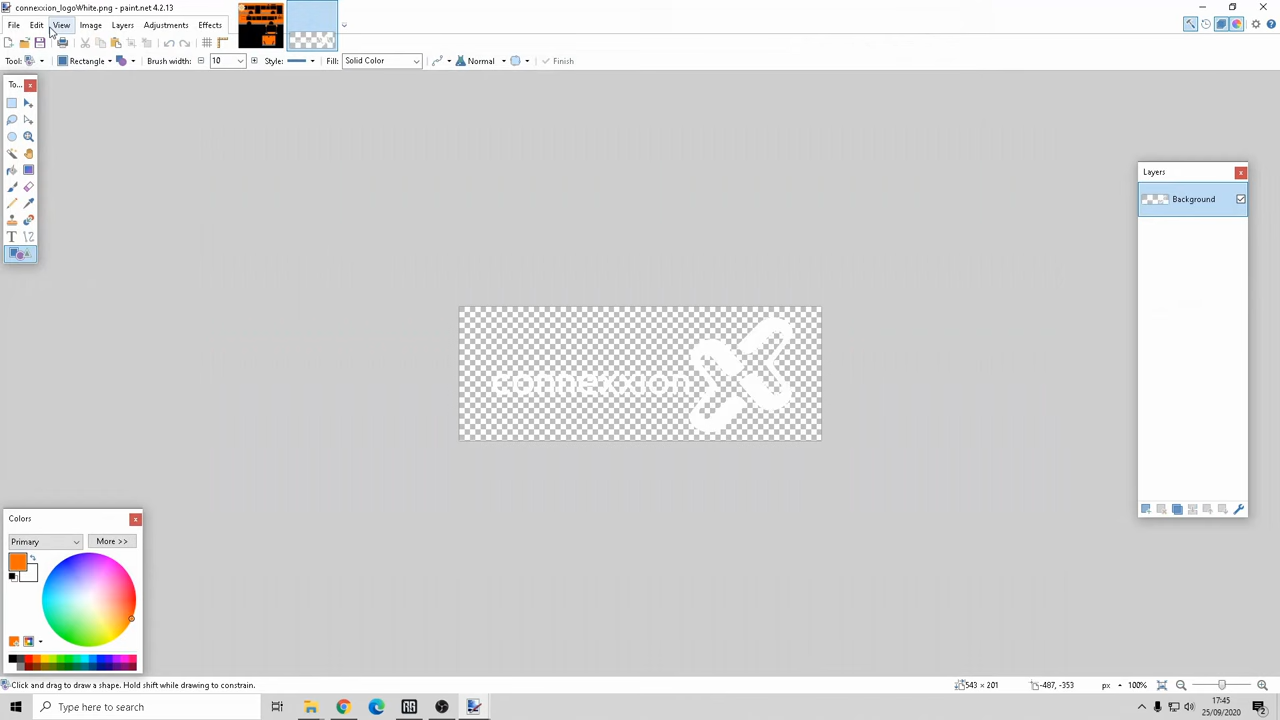 connexxion_logoWhite.png - paint.net 4.2.13
File Edit View Image Layers Adjustments Effects
Tool: Rectangle Brush width: 10 Style: Fill: Solid Color Normal Finish
To...
Layers
Background
connexxion
Colors
Primary More >>
Click and drag to draw a shape. Hold shift while drawing to constrain.
543 × 201 -487, -353 px 100%
Type here to search
17:45
25/09/2020
2